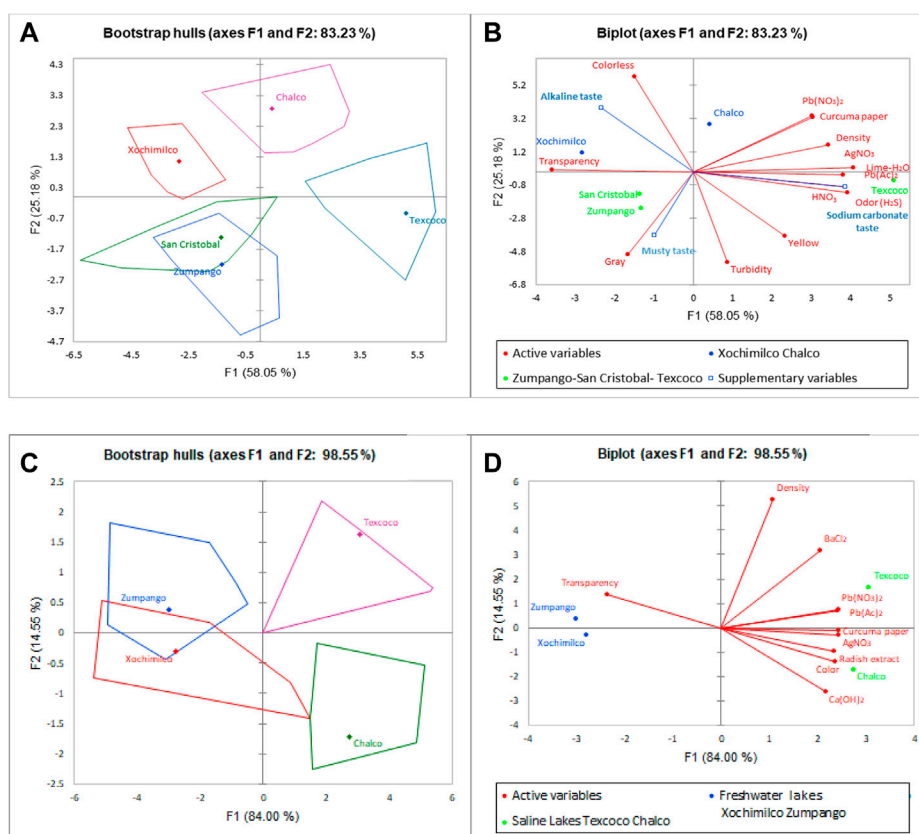 A
Bootstrap hulls (axes F1 and F2: 83.23 %)
F2 (25.18 %)
4.3
3.3
2.3
1.3
0.3
-0.7
-1.7
-2.7
-3.7
-4.7
Chalco
Xochimilco
Texcoco
San Cristobal
Zumpango
-6.5
-4.5
-2.5
-0.5
1.5
3.5
5.5
F1 (58.05 %)
B
Biplot (axes F1 and F2: 83.23 %)
F2 (25.18 %)
5.2
3.2
1.2
-0.8
-2.8
-4.8
-6.8
Colorless
Alkaline taste
Pb(NO₃)₂
Chalco
Curcuma paper
Density
Xochimilco
AgNO₃
Transparency
Lime-H₂O
Pb(Ac)₂
San Cristobal
Texcoco
HNO₃
Odor (H₂S)
Zumpango
Sodium carbonate
taste
Yellow
Musty taste
Gray
Turbidity
-4
-3
-2
-1
0
1
2
3
4
5
F1 (58.05 %)
Active variables
Xochimilco Chalco
Zumpango-San Cristobal- Texcoco
Supplementary variables
C
Bootstrap hulls (axes F1 and F2: 98.55 %)
F2 (14.55 %)
2.5
2
1.5
1
0.5
0
-0.5
-1
-1.5
-2
-2.5
Texcoco
Zumpango
Xochimilco
Chalco
-6
-4
-2
0
2
4
6
F1 (84.00 %)
D
Biplot (axes F1 and F2: 98.55 %)
F2 (14.55 %)
6
5
4
3
2
1
0
-1
-2
-3
-4
Density
BaCl₂
Texcoco
Transparency
Pb(NO₃)₂
Pb(Ac)₂
Zumpango
Curcuma paper
Xochimilco
AgNO₃
Radish extract
Color
Chalco
Ca(OH)₂
-4
-3
-2
-1
0
1
2
3
4
F1 (84.00 %)
Active variables
Freshwater lakes
Xochimilco Zumpango
Saline Lakes Texcoco Chalco